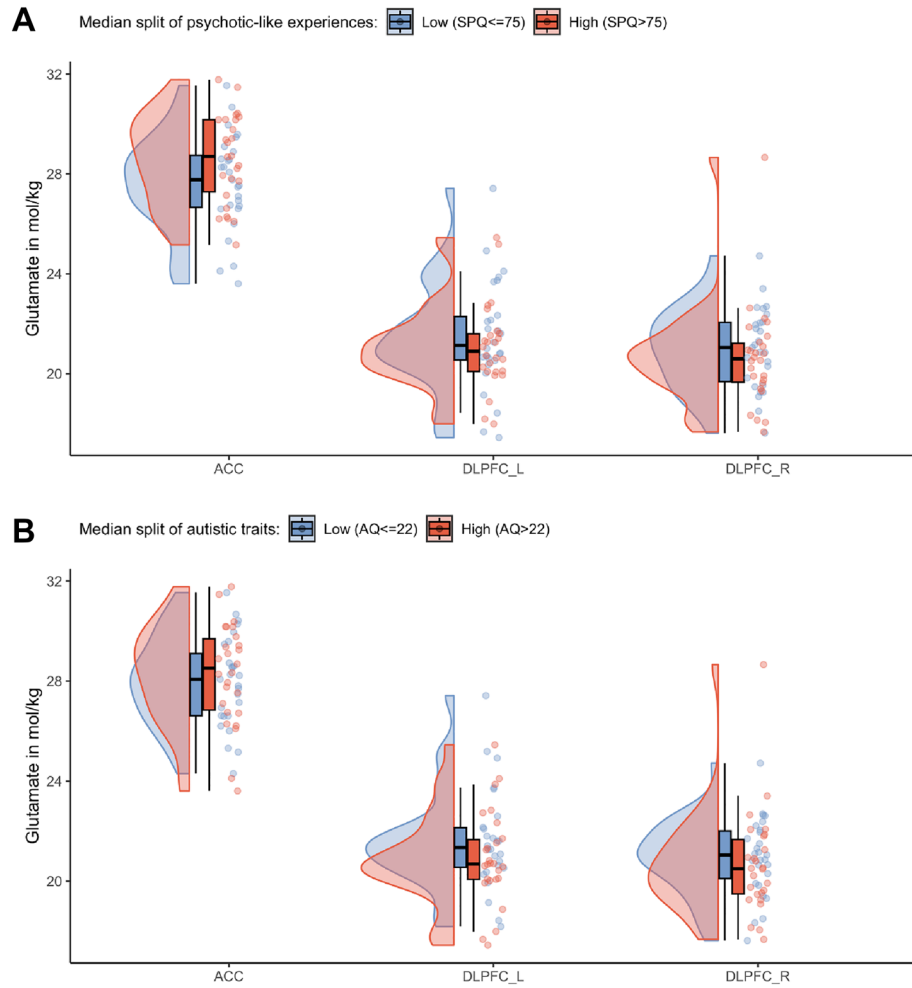 A
Median split of psychotic-like experiences: Low (SPQ<=75) High (SPQ>75)
32
28
24
20
Glutamate in mol/kg
ACC DLPFC_L DLPFC_R
B
Median split of autistic traits: Low (AQ<=22) High (AQ>22)
32
28
24
20
Glutamate in mol/kg
ACC DLPFC_L DLPFC_R